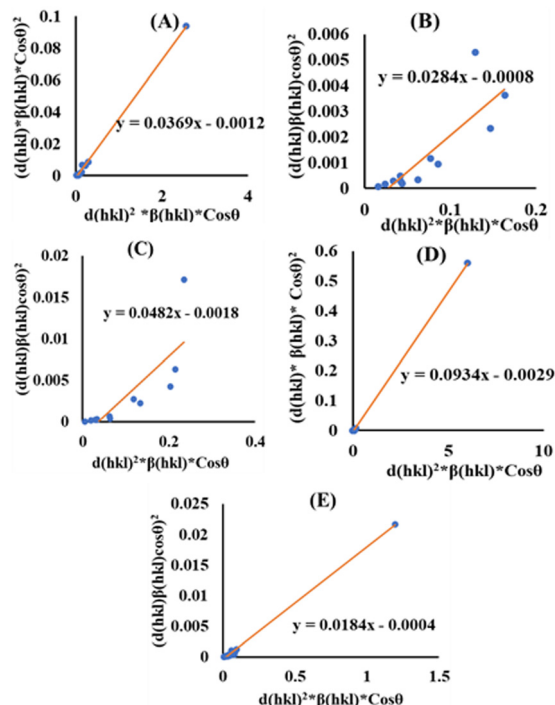 (A)
(d(hkl)*β(hkl)*Cosθ)²
0.1
0.08
0.06
0.04
0.02
0
y = 0.0369x - 0.0012
0 2 4
d(hkl)² *β(hkl)*Cosθ
(B)
(d(hkl)β(hkl)cosθ)²
0.006
0.005
0.004
0.003
0.002
0.001
0
y = 0.0284x - 0.0008
0 0.1 0.2
d(hkl)²*β(hkl)*Cosθ
(C)
(d(hkl)β(hkl)cosθ)²
0.02
0.015
0.01
0.005
0
y = 0.0482x - 0.0018
0 0.2 0.4
d(hkl)²*β(hkl)*Cosθ
(D)
(d(hkl)* β(hkl)* Cosθ)²
0.6
0.5
0.4
0.3
0.2
0.1
0
y = 0.0934x - 0.0029
0 5 10
d(hkl)²*β(hkl)*Cosθ
(E)
(d(hkl)β(hkl)cosθ)²
0.025
0.02
0.015
0.01
0.005
0
y = 0.0184x - 0.0004
0 0.5 1 1.5
d(hkl)²*β(hkl)*Cosθ